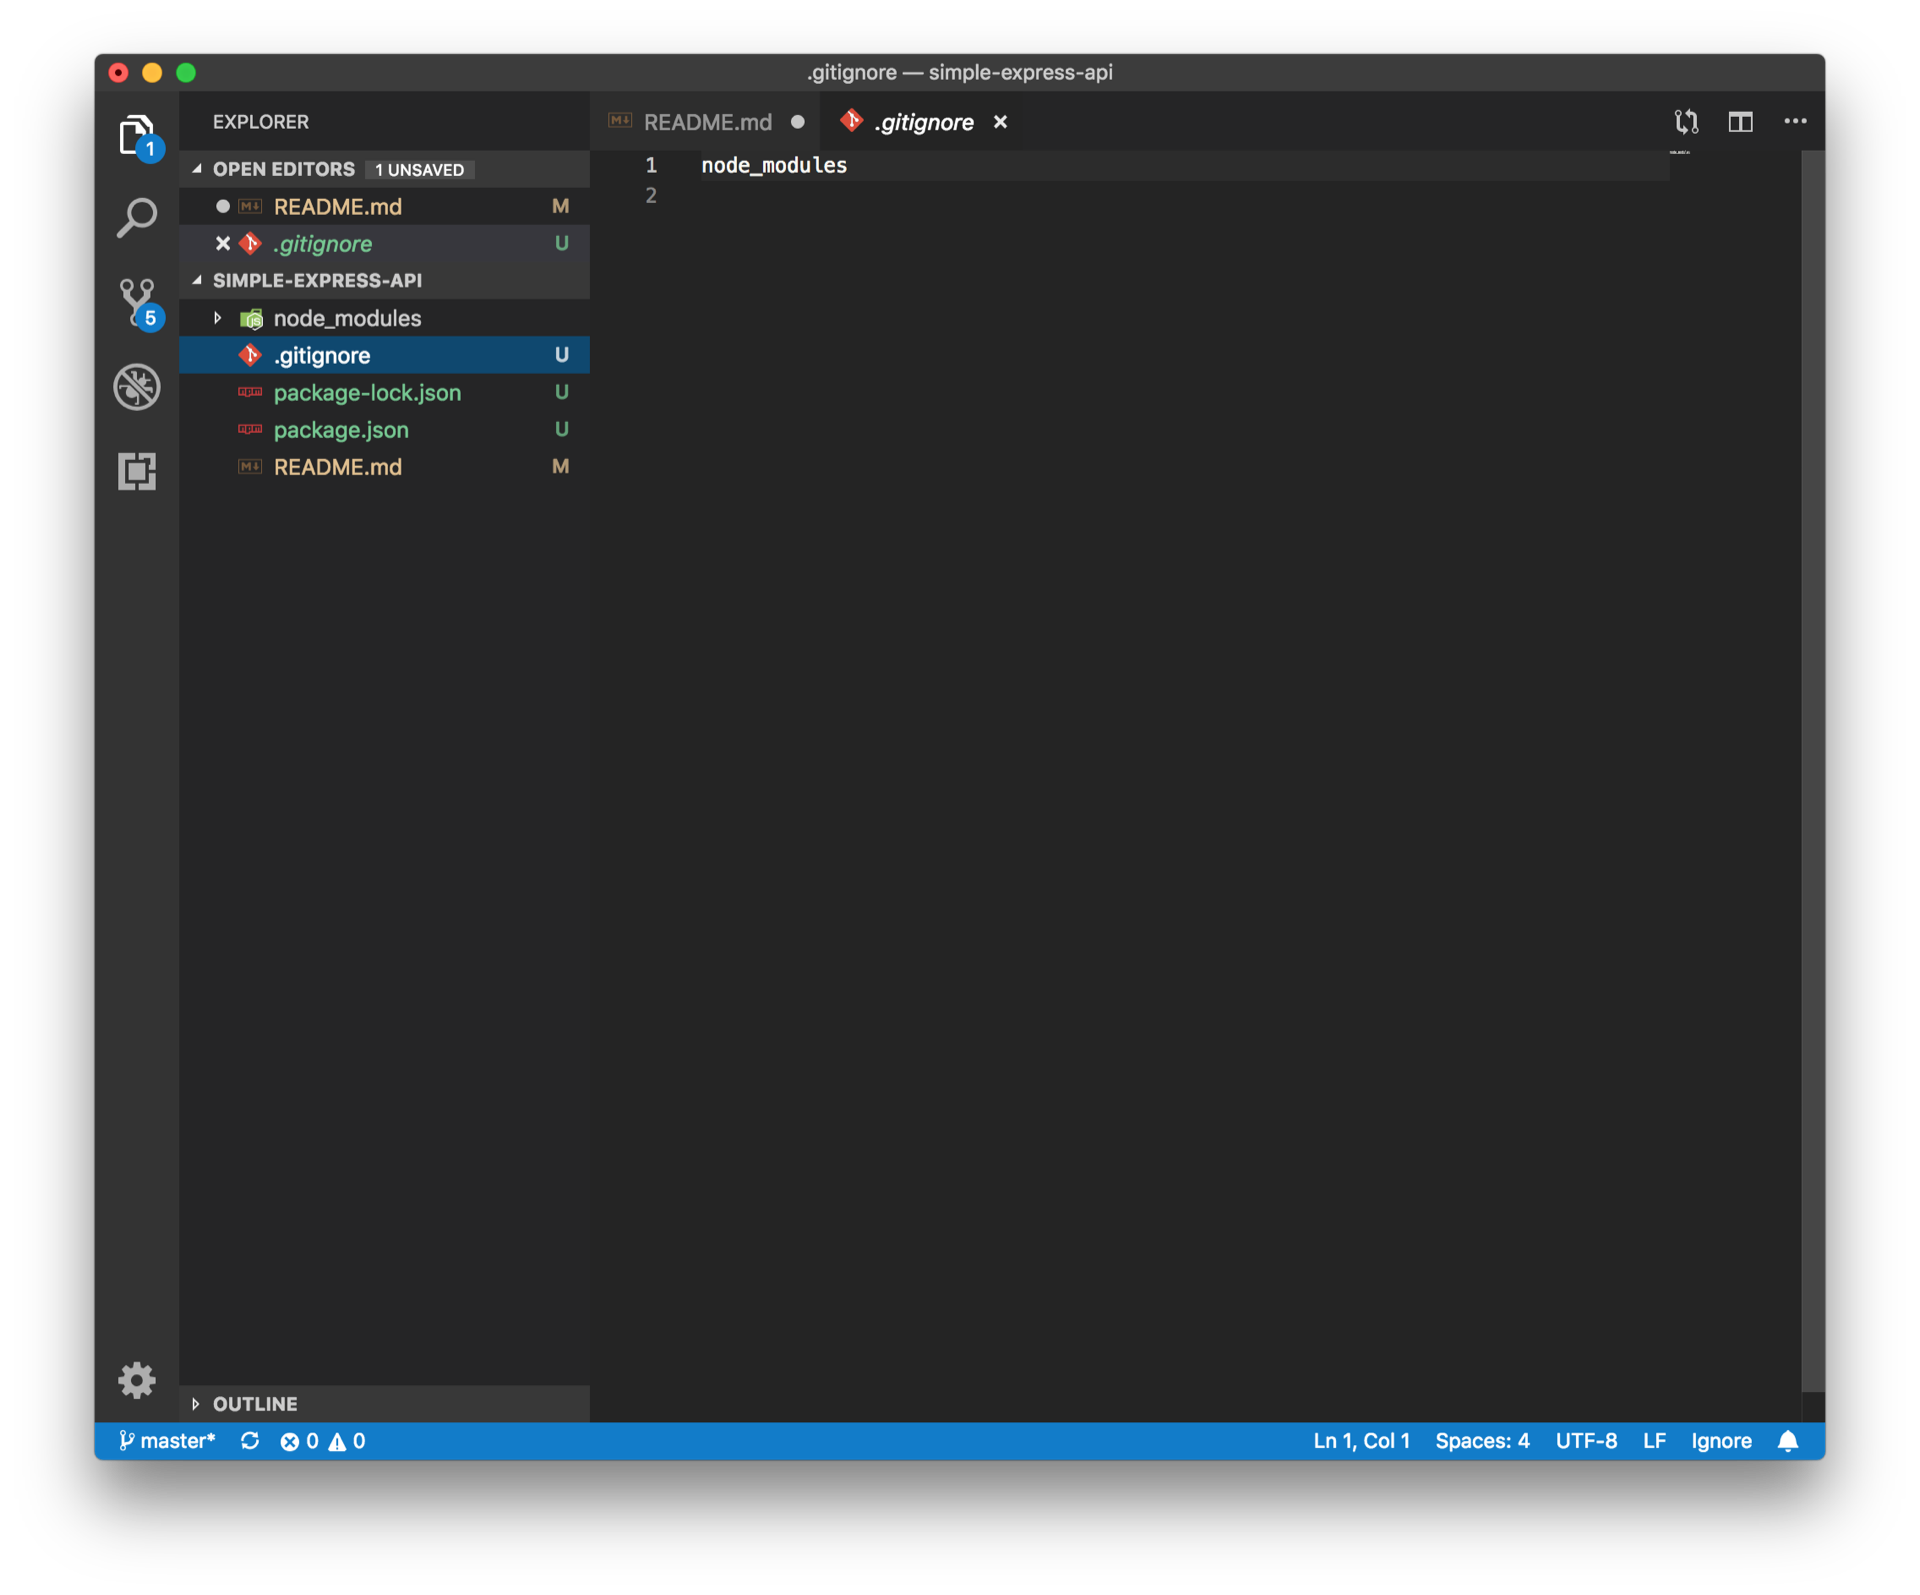 .gitignore — simple-express-api
EXPLORER
1
OPEN EDITORS 1 UNSAVED
README.md M
.gitignore U
SIMPLE-EXPRESS-API
5
node_modules
.gitignore U
package-lock.json U
package.json U
README.md M
OUTLINE
README.md .gitignore
1 node_modules
2
master* 0 0 Ln 1, Col 1 Spaces: 4 UTF-8 LF Ignore